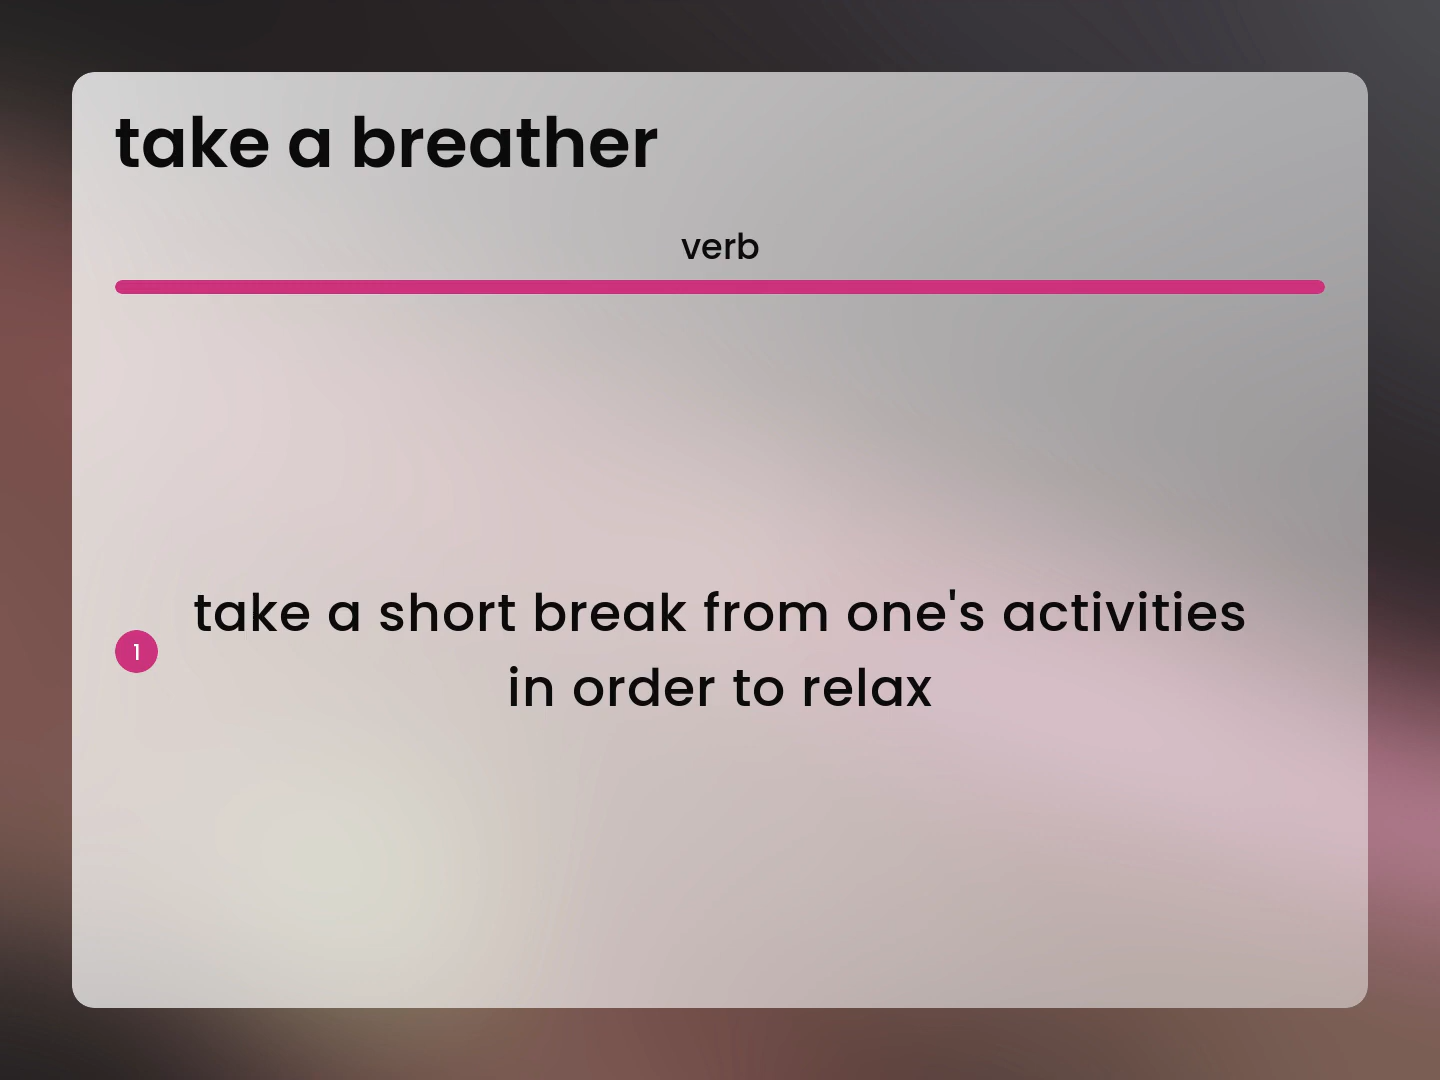 take a breather
verb
1
take a short break from one's activities
in order to relax